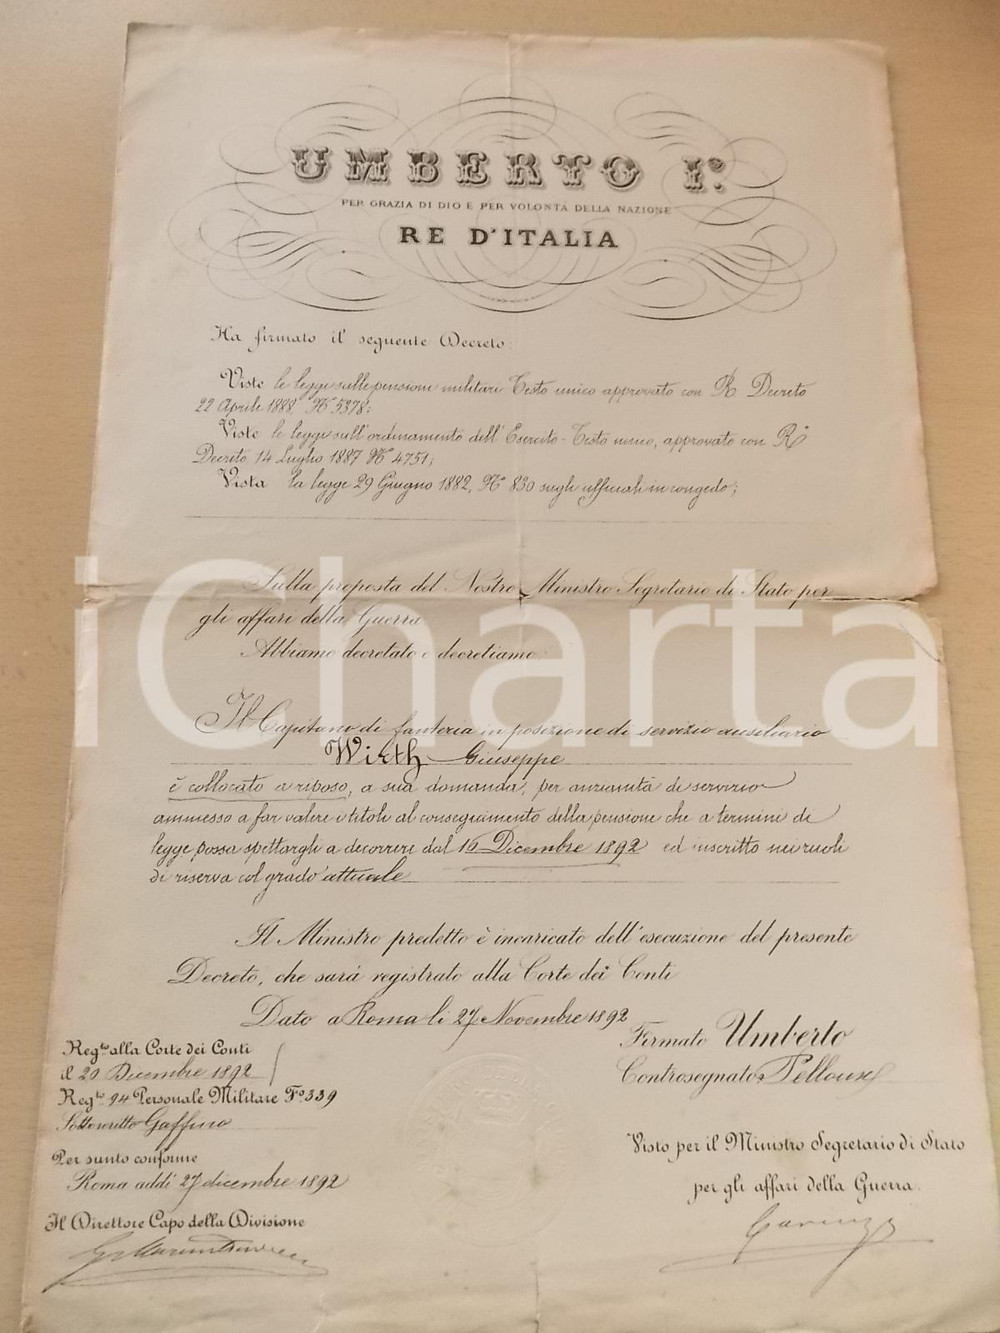 UMBERTO Iº.
PER GRAZIA DI DIO E PER VOLONTÀ DELLA NAZIONE
RE D'ITALIA
Ha firmato il seguente Decreto:
Viste le leggi sulle pensioni militari Testo unico approvato con R. Decreto
22 Aprile 1888, Nº 5378;
Viste le leggi sull'ordinamento dell'Esercito - Testo unico, approvato con Rº
Decreto 14 Luglio 1887 Nº 4751;
Vista la legge 29 Giugno 1882, Nº 830 sugli ufficiali in congedo;
iCharta
Sulla proposta del Nostro Ministro Segretario di Stato per
gli affari della Guerra
Abbiamo decretato e decretiamo:
Il Capitano di fanteria in posizione di servizio ausiliario
Wirth Giuseppe
è collocato a riposo, a sua domanda, per anzianità di servizio
ammesso a far valere i titoli al conseguimento della pensione che a termini di
legge possa spettargli a decorrere dal 16 Dicembre 1892 ed inscritto nei ruoli
di riserva col grado attuale
Il Ministro predetto è incaricato dell'esecuzione del presente
Decreto, che sarà registrato alla Corte dei Conti
Dato a Roma li 27 Novembre 1892
Firmato Umberto
Controsegnato Pelloux
Regto alla Corte dei Conti
il 20 Dicembre 1892
Regto 94 Personale Militare Fº 339
Sottoscritto Gaffino
Per sunto conforme
Roma addì 27 dicembre 1892
Il Direttore Capo della Divisione
Visto per il Ministro Segretario di Stato
per gli affari della Guerra.